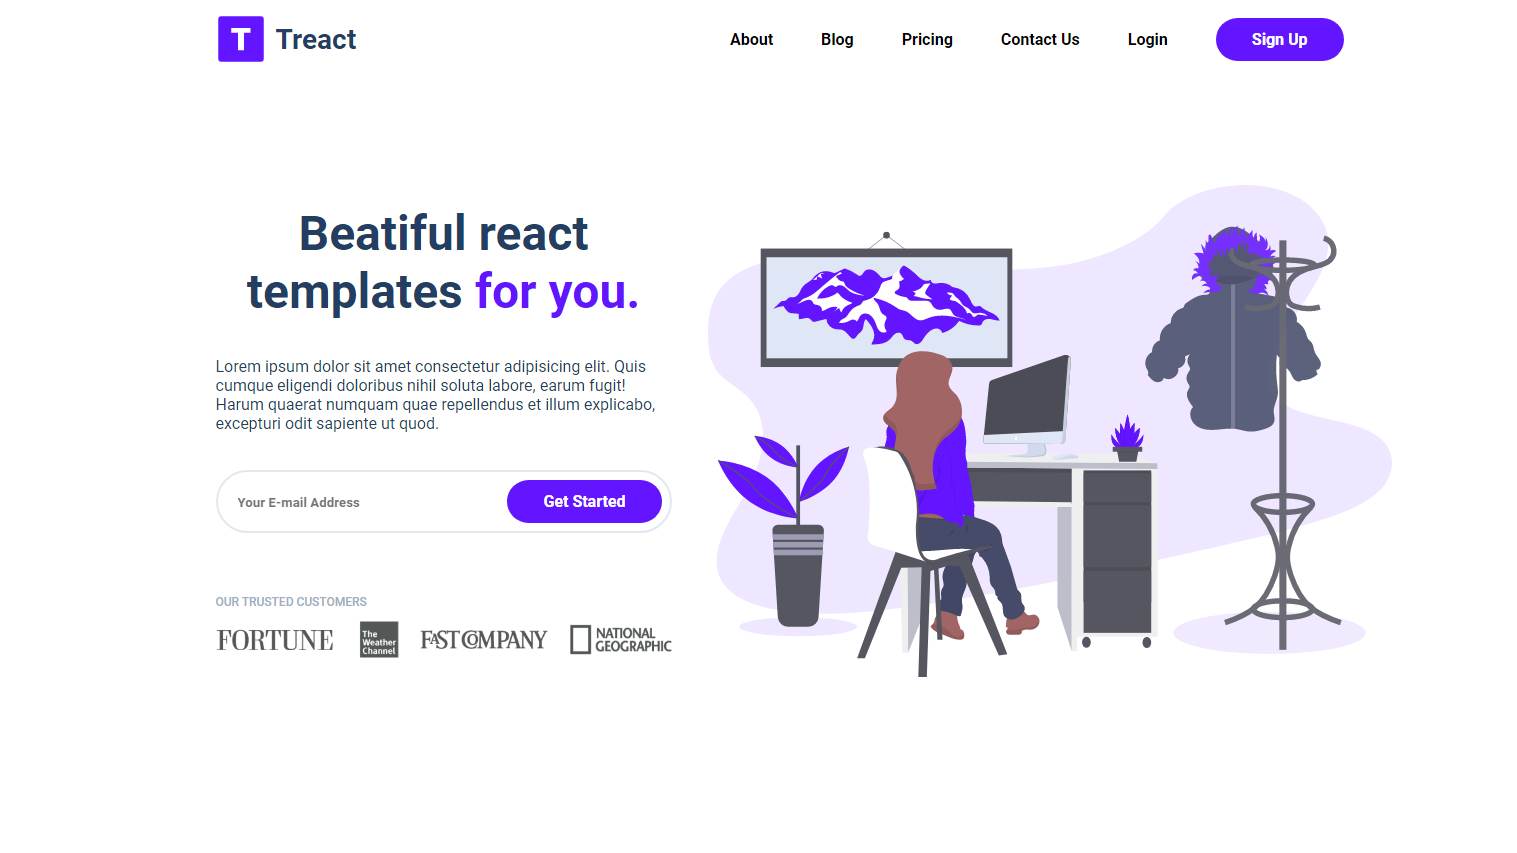 T Treact
About Blog Pricing Contact Us Login Sign Up
Beatiful react
templates for you.
Lorem ipsum dolor sit amet consectetur adipisicing elit. Quis
cumque eligendi doloribus nihil soluta labore, earum fugit!
Harum quaerat numquam quae repellendus et illum explicabo,
excepturi odit sapiente ut quod.
Your E-mail Address Get Started
OUR TRUSTED CUSTOMERS
FORTUNE
The
Weather
Channel
FAST COMPANY
NATIONAL
GEOGRAPHIC